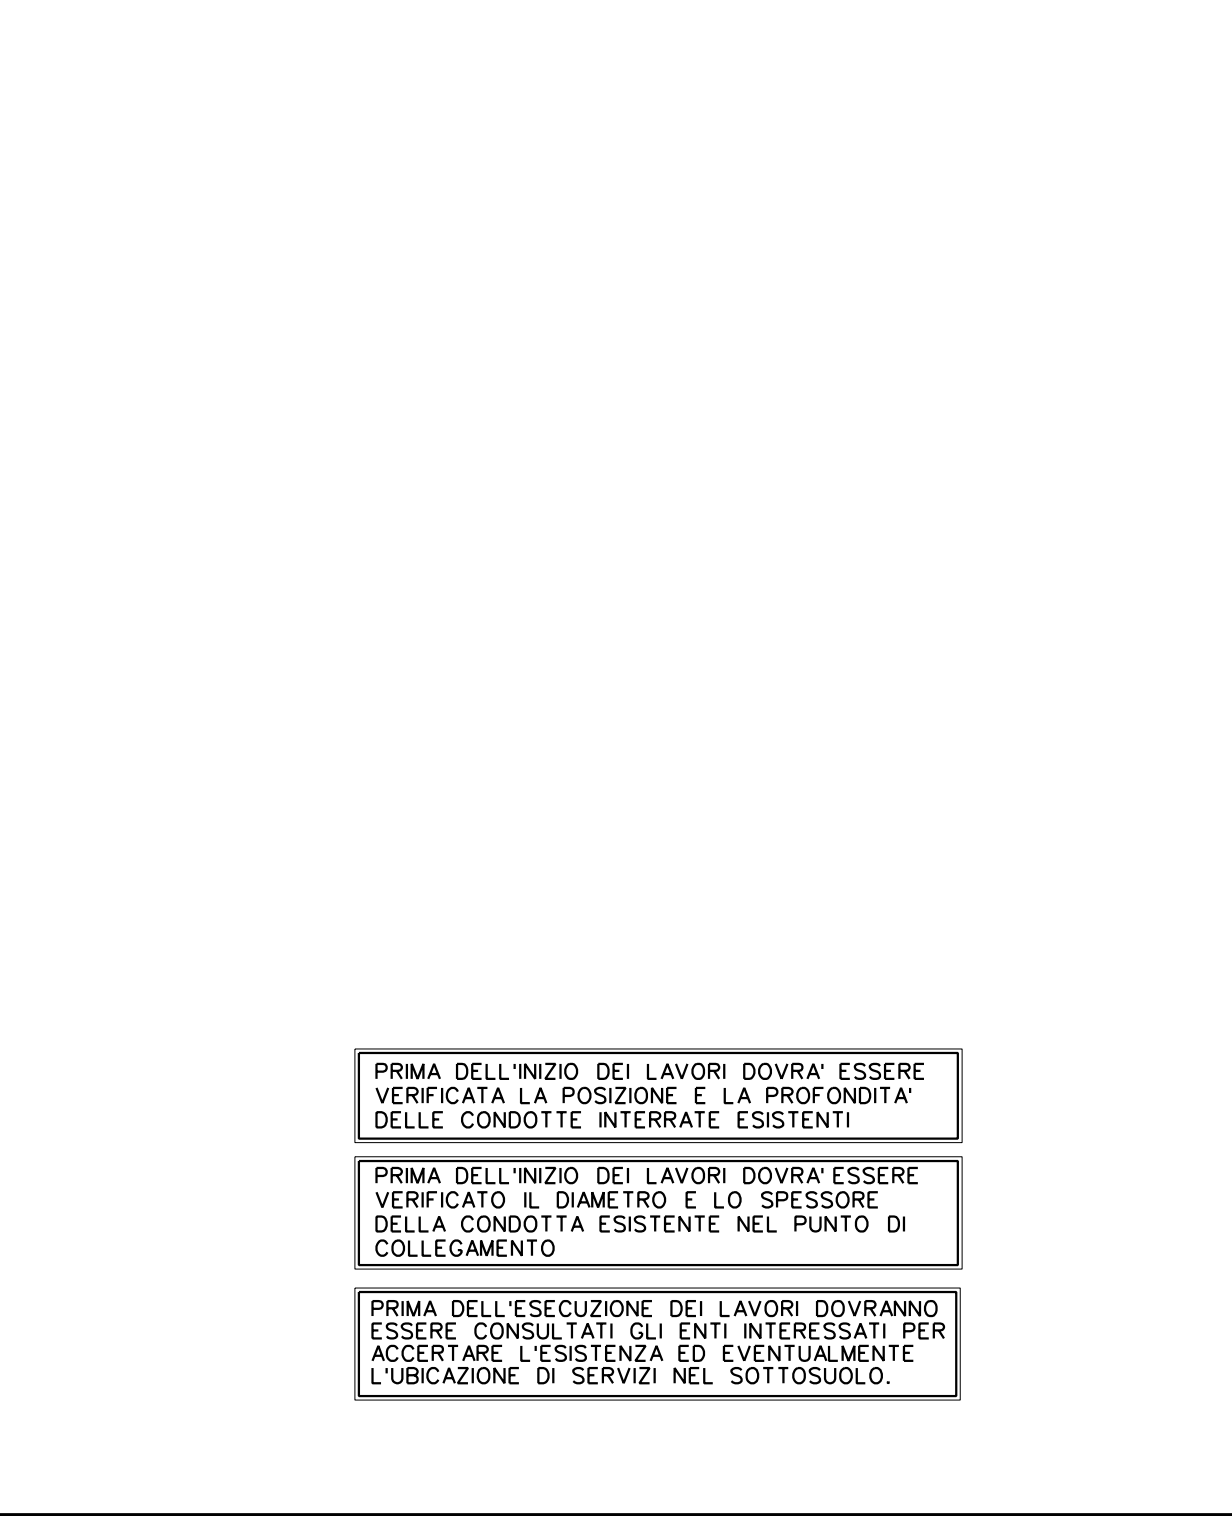 PRIMA DELL'INIZIO DEI LAVORI DOVRA' ESSERE
VERIFICATA LA POSIZIONE E LA PROFONDITA'
DELLE CONDOTTE INTERRATE ESISTENTI
PRIMA DELL'INIZIO DEI LAVORI DOVRA' ESSERE
VERIFICATO IL DIAMETRO E LO SPESSORE
DELLA CONDOTTA ESISTENTE NEL PUNTO DI
COLLEGAMENTO
PRIMA DELL'ESECUZIONE DEI LAVORI DOVRANNO
ESSERE CONSULTATI GLI ENTI INTERESSATI PER
ACCERTARE L'ESISTENZA ED EVENTUALMENTE
L'UBICAZIONE DI SERVIZI NEL SOTTOSUOLO.